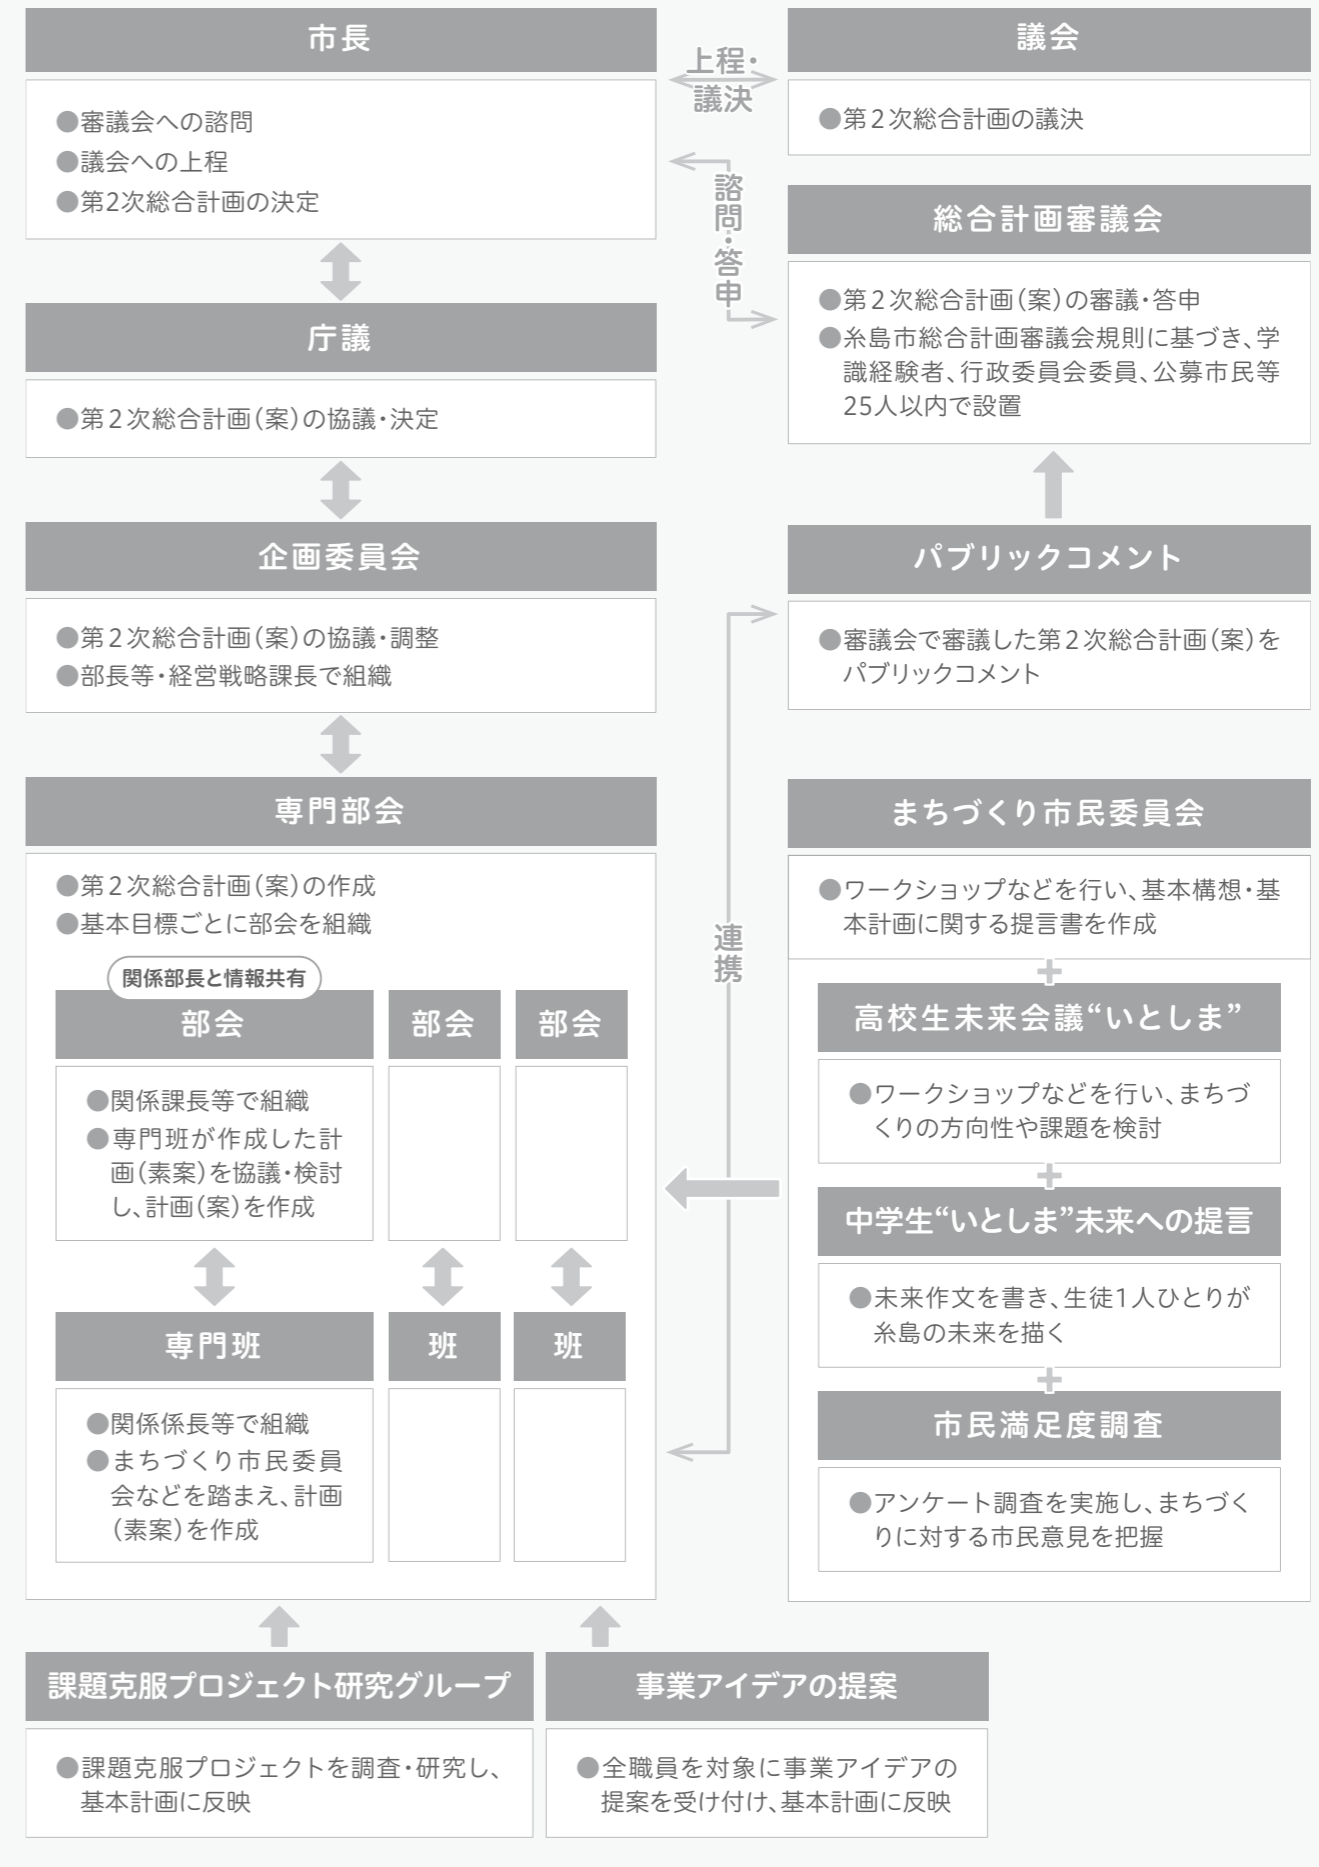 市長
●審議会への諮問
●議会への上程
●第2次総合計画の決定
上程・
議決
諮問・答申
議会
●第2次総合計画の議決
総合計画審議会
●第2次総合計画(案)の審議・答申
●糸島市総合計画審議会規則に基づき、学
識経験者、行政委員会委員、公募市民等
25人以内で設置
庁議
●第2次総合計画(案)の協議・決定
企画委員会
●第2次総合計画(案)の協議・調整
●部長等・経営戦略課長で組織
パブリックコメント
●審議会で審議した第2次総合計画(案)を
パブリックコメント
専門部会
●第2次総合計画(案)の作成
●基本目標ごとに部会を組織
関係部長と情報共有
部会
部会
部会
●関係課長等で組織
●専門班が作成した計
画(素案)を協議・検討
し、計画(案)を作成
専門班
班
班
●関係係長等で組織
●まちづくり市民委員
会などを踏まえ、計画
(素案)を作成
連携
まちづくり市民委員会
●ワークショップなどを行い、基本構想・基
本計画に関する提言書を作成
+
高校生未来会議“いとしま”
●ワークショップなどを行い、まちづ
くりの方向性や課題を検討
+
中学生“いとしま”未来への提言
●未来作文を書き、生徒1人ひとりが
糸島の未来を描く
+
市民満足度調査
●アンケート調査を実施し、まちづく
りに対する市民意見を把握
課題克服プロジェクト研究グループ
●課題克服プロジェクトを調査・研究し、
基本計画に反映
事業アイデアの提案
●全職員を対象に事業アイデアの
提案を受け付け、基本計画に反映